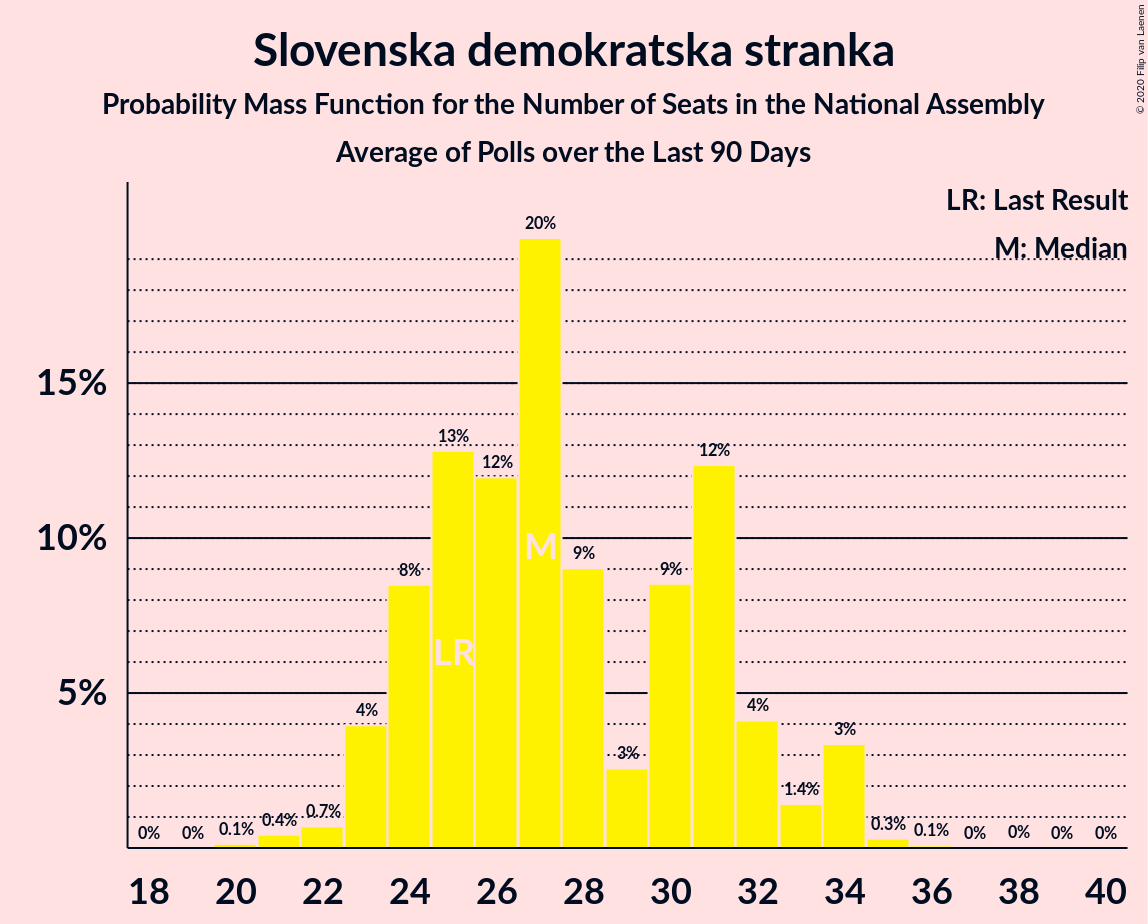 Slovenska demokratska stranka
Probability Mass Function for the Number of Seats in the National Assembly
Average of Polls over the Last 90 Days
© 2020 Filip van Laenen
LR: Last Result
M: Median
20%
15%
13%
12%
12%
10%
M
9%
9%
8%
LR
5%
4%
4%
3%
3%
1.4%
0.7%
0.4%
0.3%
0.1%
0.1%
0% 0% 0% 0% 0% 0%
18 20 22 24 26 28 30 32 34 36 38 40